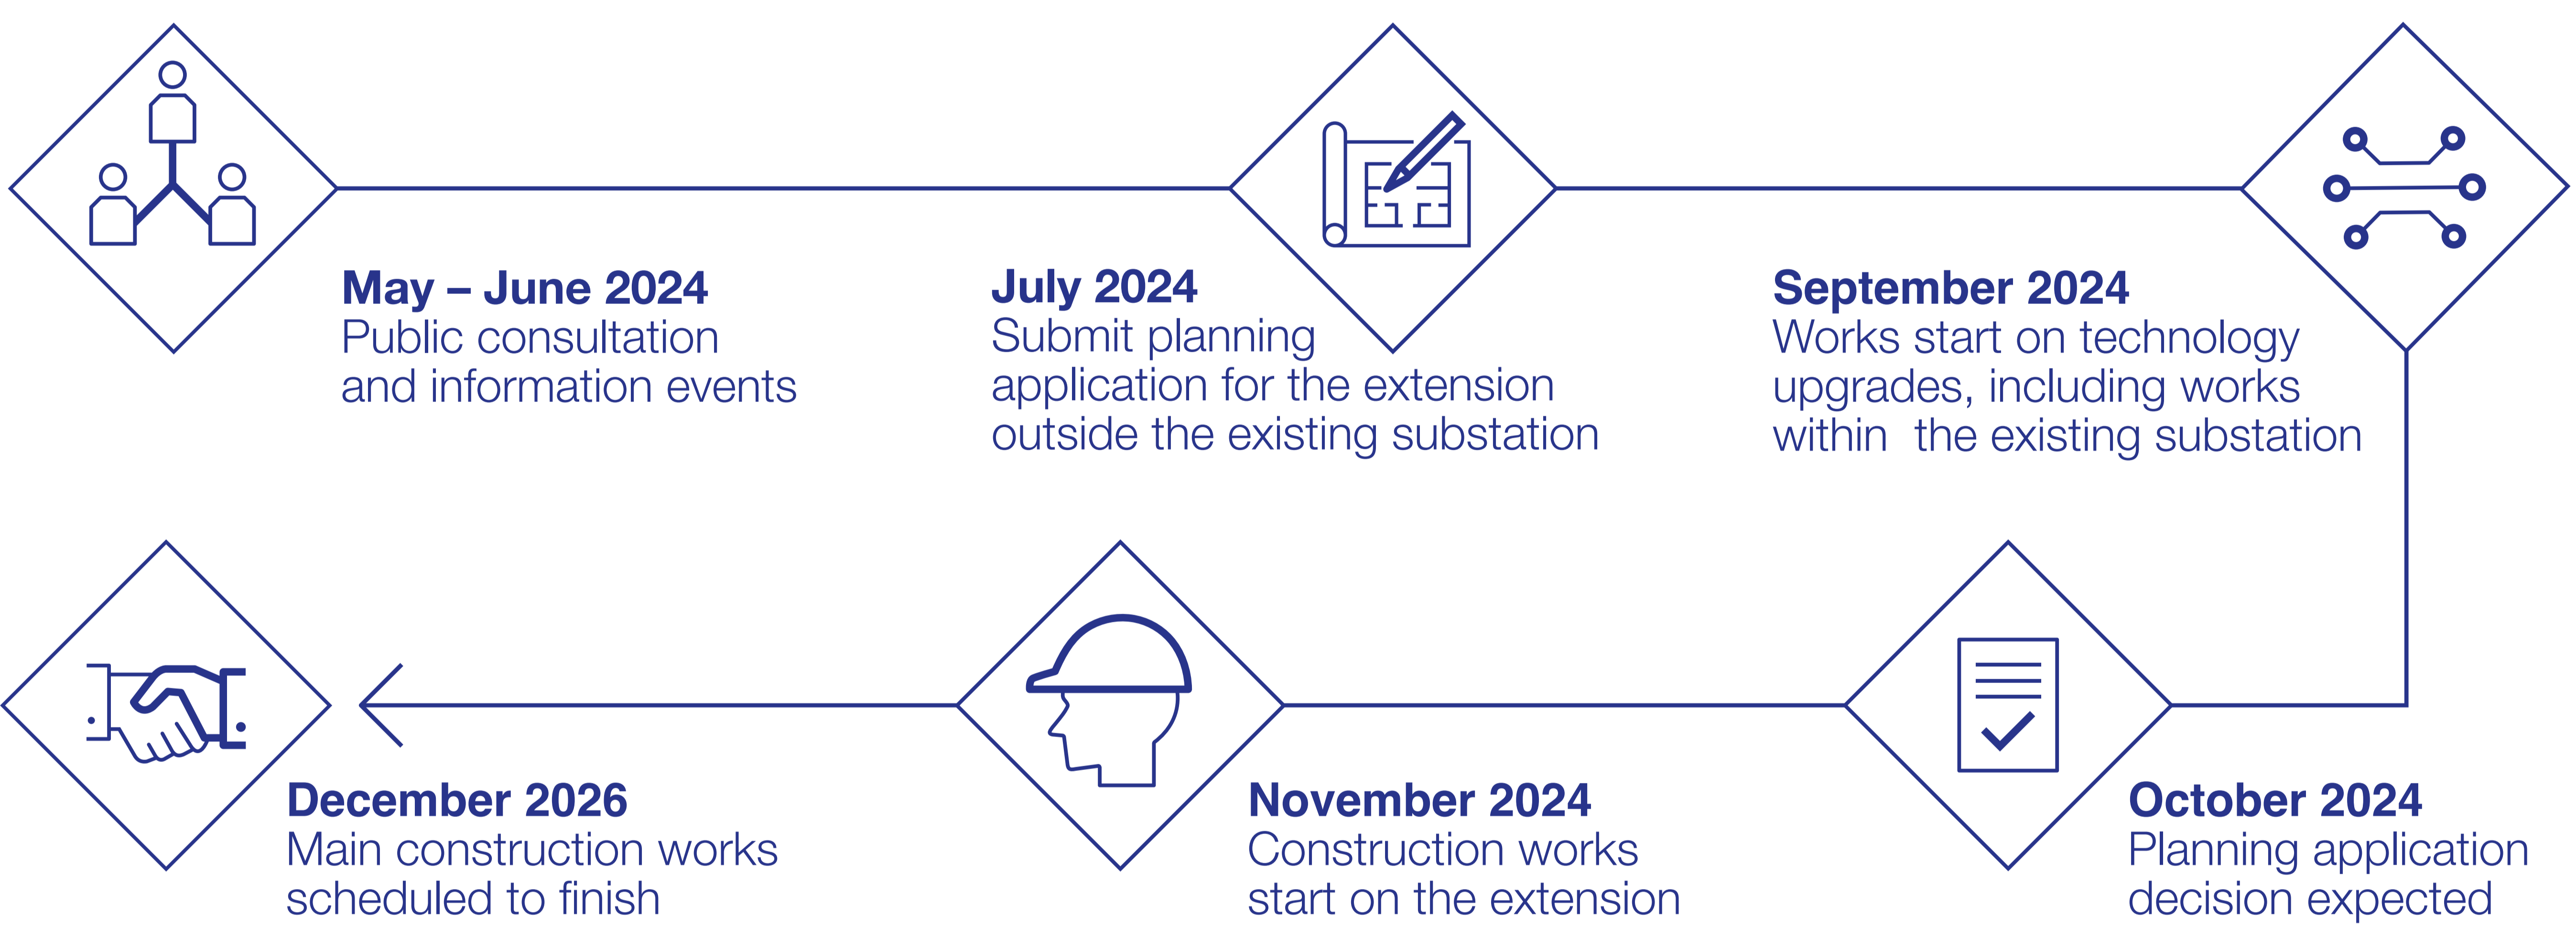 May – June 2024
Public consultation
and information events
July 2024
Submit planning
application for the extension
outside the existing substation
September 2024
Works start on technology
upgrades, including works
within  the existing substation
October 2024
Planning application
decision expected
November 2024
Construction works
start on the extension
December 2026
Main construction works
scheduled to finish